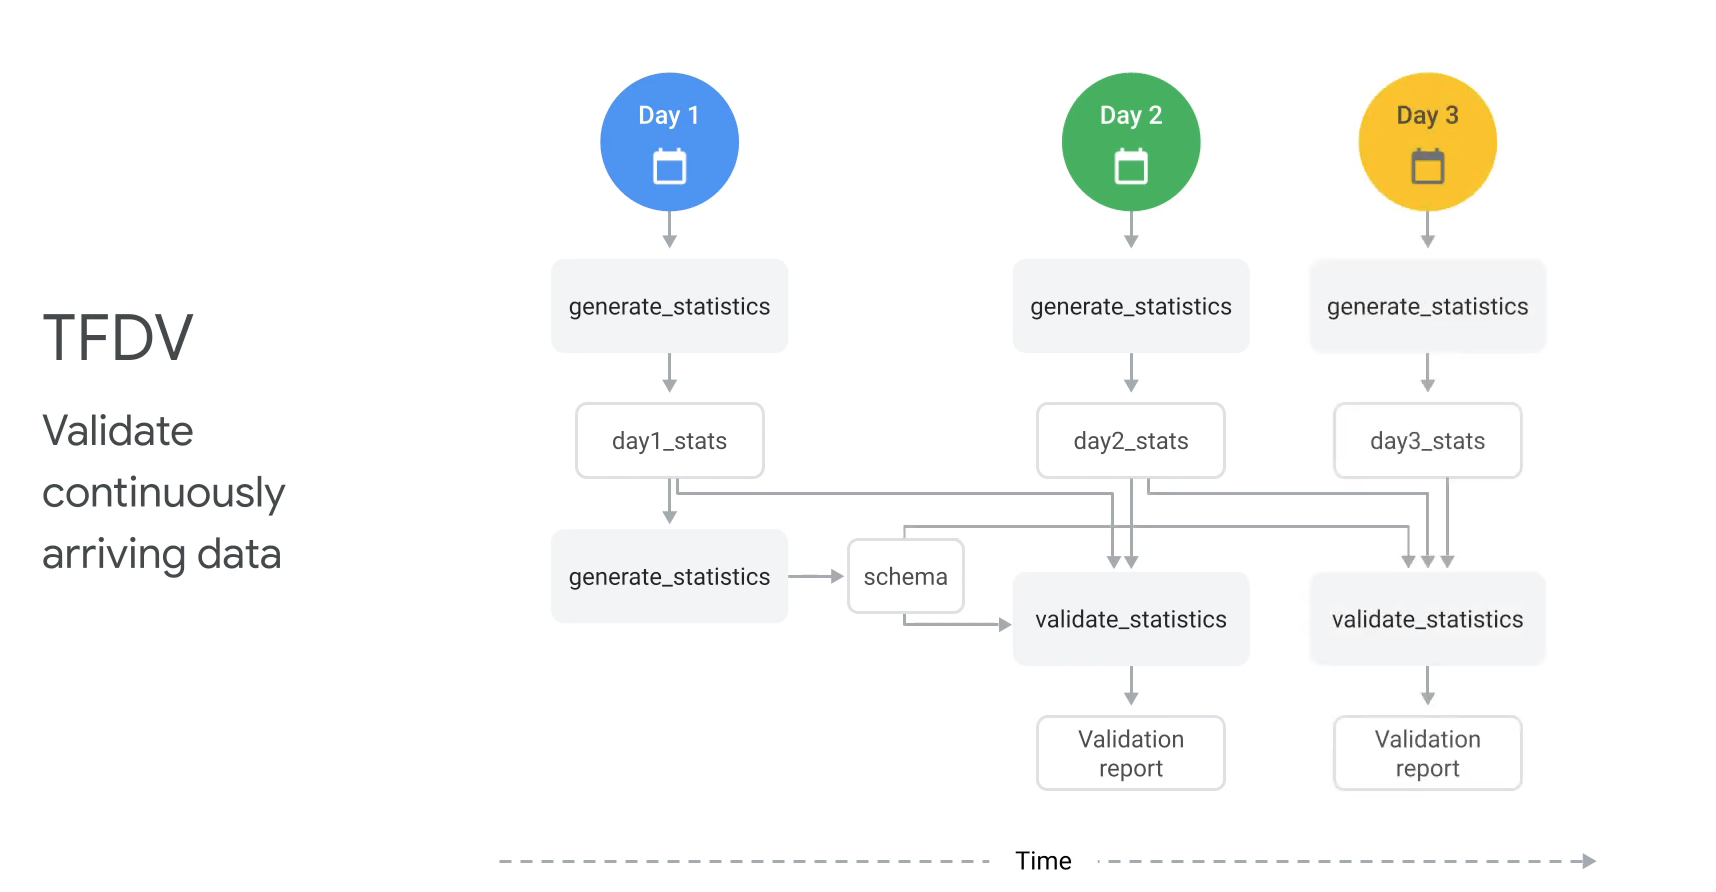 TFDV
Validate
continuously
arriving data
Day 1
Day 2
Day 3
generate_statistics
generate_statistics
generate_statistics
day1_stats
day2_stats
day3_stats
generate_statistics
schema
validate_statistics
validate_statistics
Validation
report
Validation
report
Time